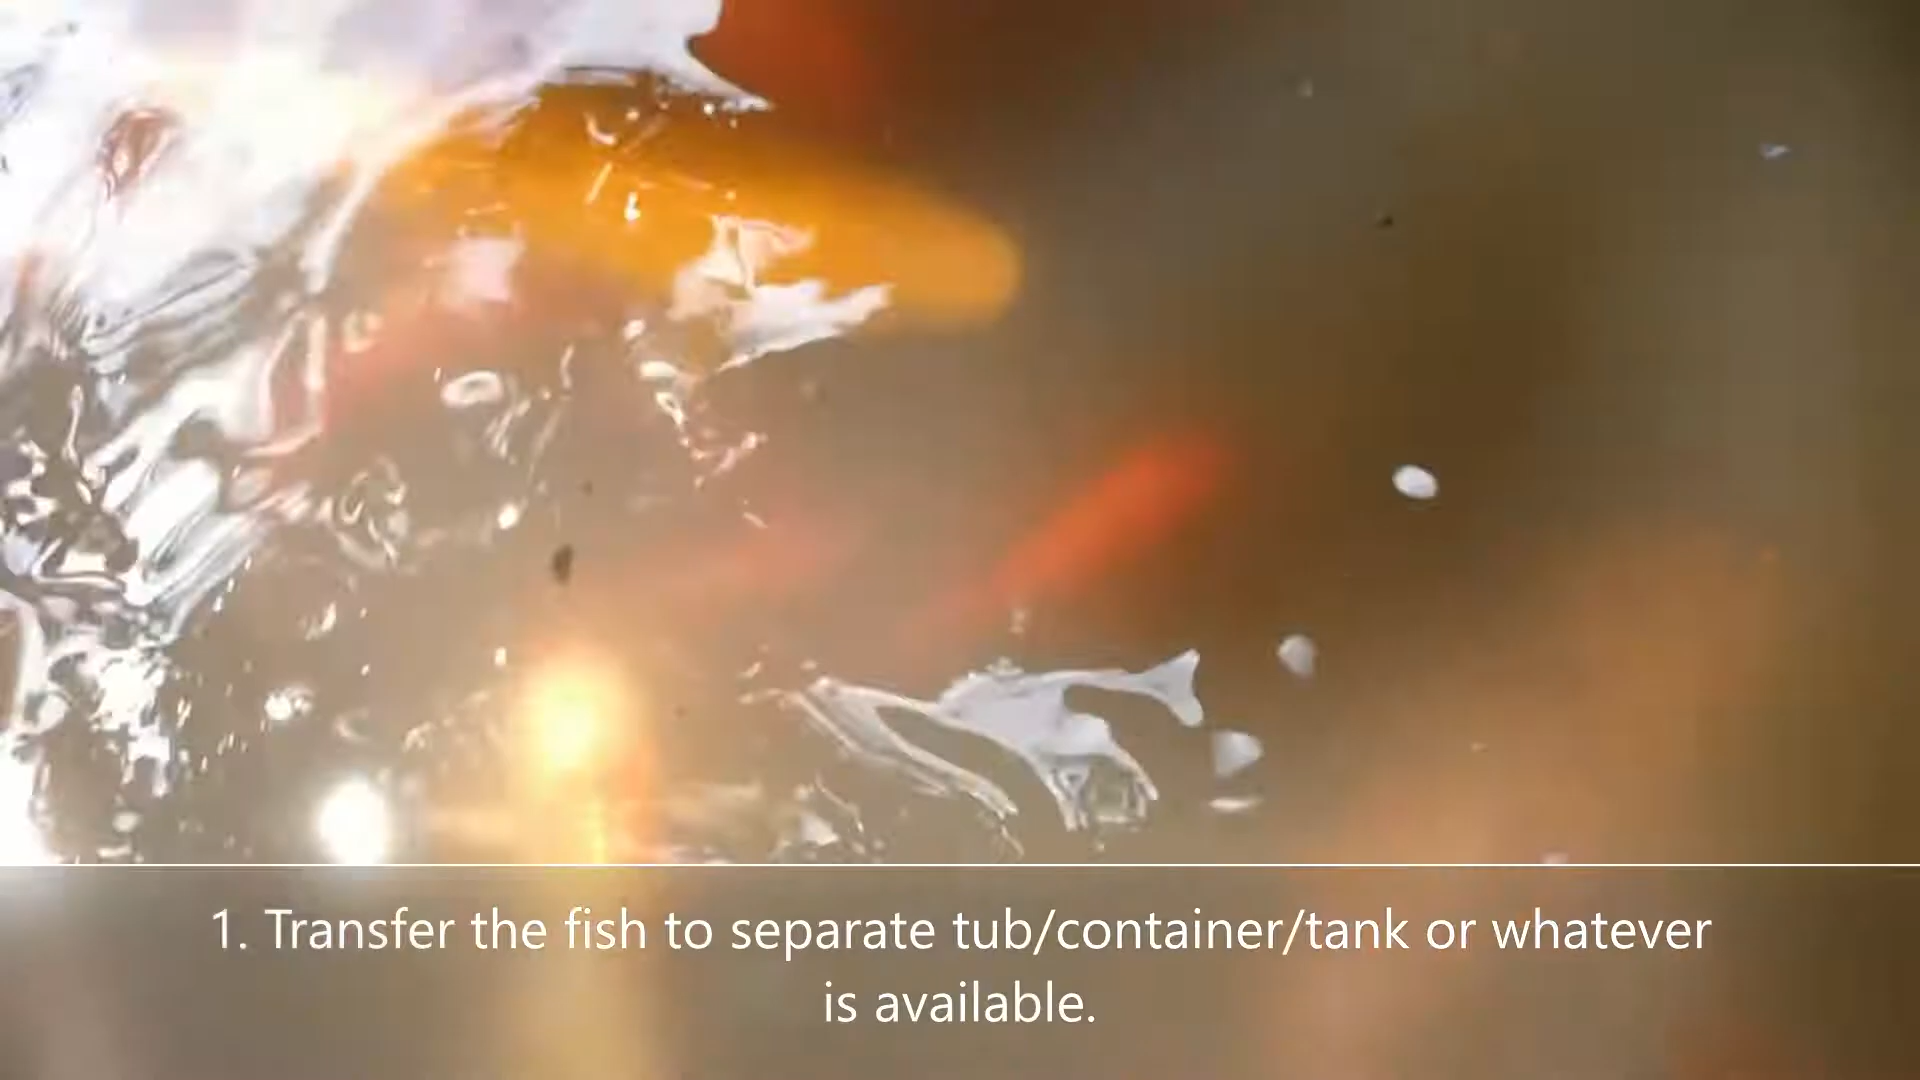 1. Transfer the fish to separate tub/container/tank or whatever
is available.